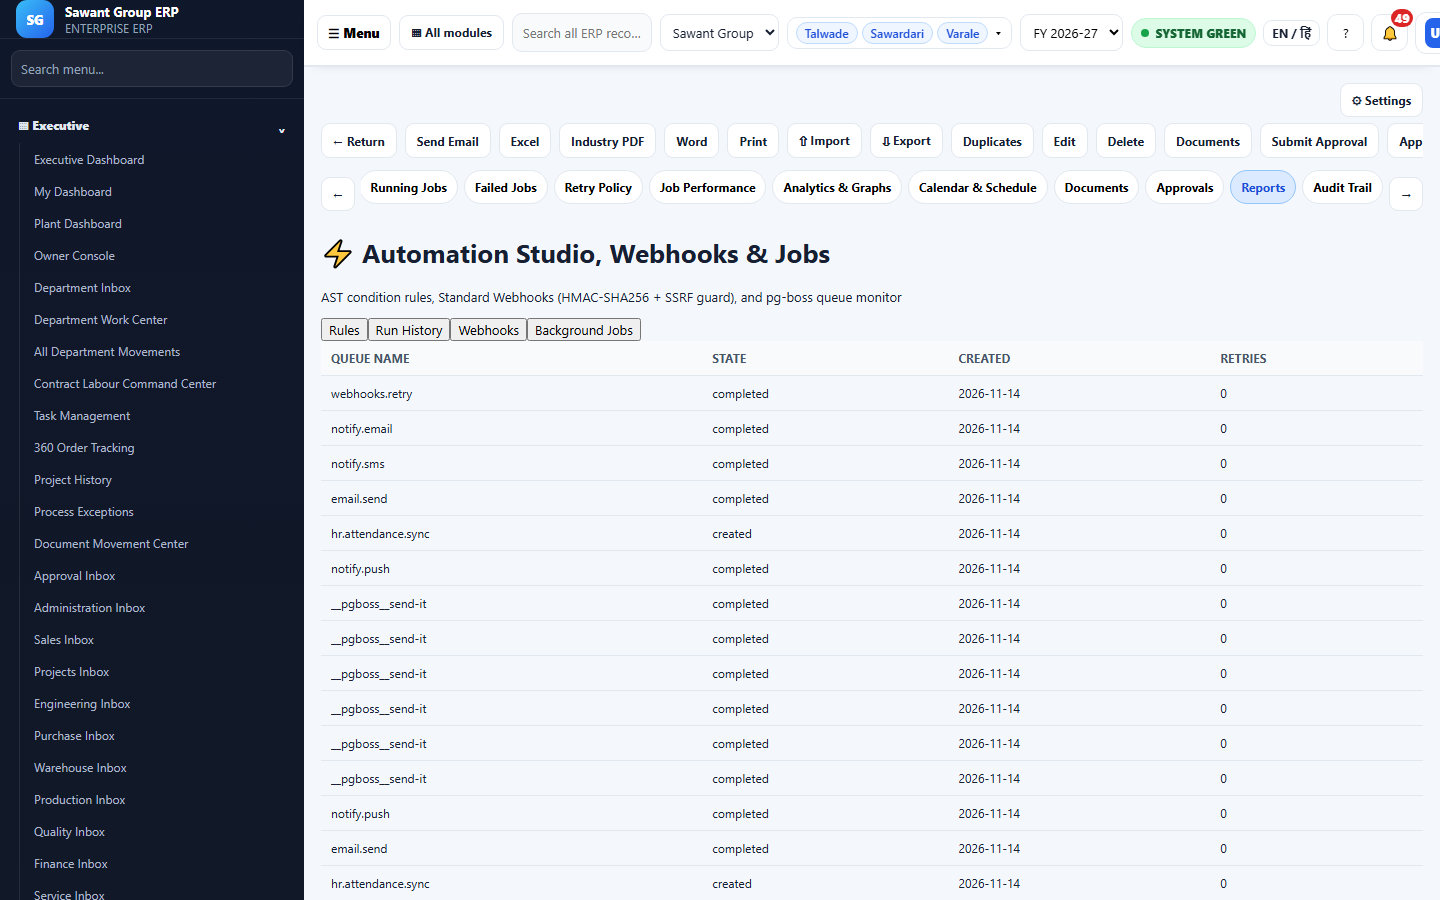 SG
Sawant Group ERP
ENTERPRISE ERP
Search menu...
Executive
Executive Dashboard
My Dashboard
Plant Dashboard
Owner Console
Department Inbox
Department Work Center
All Department Movements
Contract Labour Command Center
Task Management
360 Order Tracking
Project History
Process Exceptions
Document Movement Center
Approval Inbox
Administration Inbox
Sales Inbox
Projects Inbox
Engineering Inbox
Purchase Inbox
Warehouse Inbox
Production Inbox
Quality Inbox
Finance Inbox
Service Inbox
☰ Menu All modules Search all ERP reco... Sawant Group Talwade Sawardari Varale FY 2026-27 SYSTEM GREEN EN / हि ? 49 U
⚙ Settings
← Return Send Email Excel Industry PDF Word Print ⇧ Import ⇩ Export Duplicates Edit Delete Documents Submit Approval App
← Running Jobs Failed Jobs Retry Policy Job Performance Analytics & Graphs Calendar & Schedule Documents Approvals Reports Audit Trail →
⚡ Automation Studio, Webhooks & Jobs
AST condition rules, Standard Webhooks (HMAC-SHA256 + SSRF guard), and pg-boss queue monitor
Rules Run History Webhooks Background Jobs
QUEUE NAME STATE CREATED RETRIES
webhooks.retry completed 2026-11-14 0
notify.email completed 2026-11-14 0
notify.sms completed 2026-11-14 0
email.send completed 2026-11-14 0
hr.attendance.sync created 2026-11-14 0
notify.push completed 2026-11-14 0
__pgboss__send-it completed 2026-11-14 0
__pgboss__send-it completed 2026-11-14 0
__pgboss__send-it completed 2026-11-14 0
__pgboss__send-it completed 2026-11-14 0
__pgboss__send-it completed 2026-11-14 0
__pgboss__send-it completed 2026-11-14 0
notify.push completed 2026-11-14 0
email.send completed 2026-11-14 0
hr.attendance.sync created 2026-11-14 0